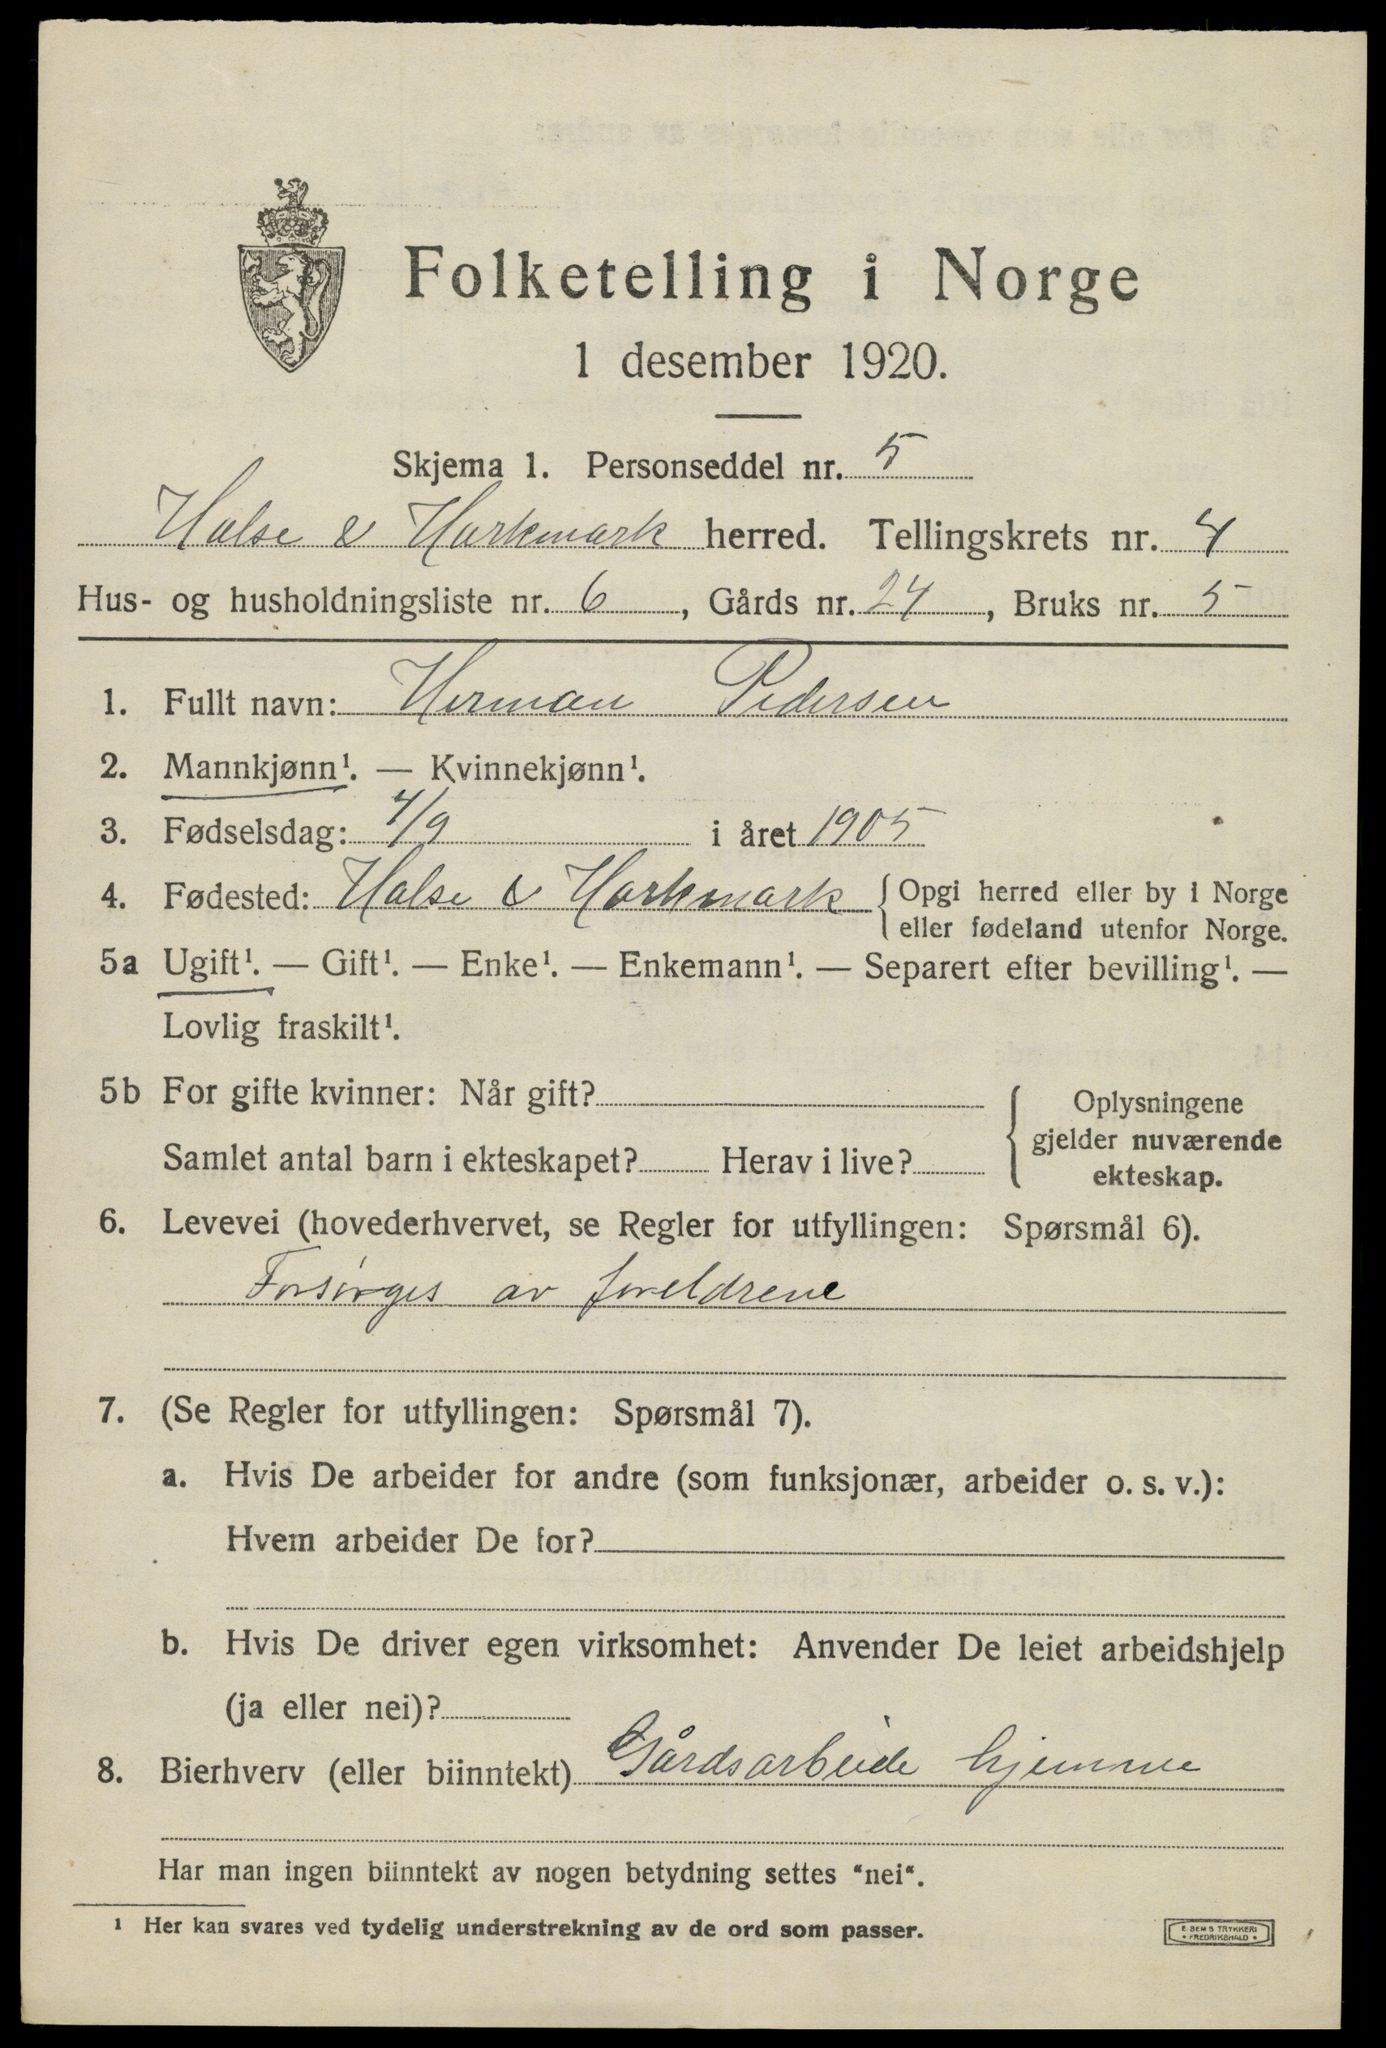 Folketelling i Norge
1 desember 1920.
Skjema 1. Personseddel nr. 5
Halse & Harkmark herred. Tellingskrets nr. 4
Hus- og husholdningsliste nr. 6, Gårds nr. 24, Bruks nr. 5
1. Fullt navn: Herman Pedersen
2. Mannkjønn¹. — Kvinnekjønn¹.
3. Fødselsdag: 4/9 i året 1905
4. Fødested: Halse & Harkmark { Opgi herred eller by i Norge
eller fødeland utenfor Norge.
5a Ugift¹. — Gift¹. — Enke¹. — Enkemann¹. — Separert efter bevilling¹. —
Lovlig fraskilt¹.
5b For gifte kvinner: Når gift?
Samlet antal barn i ekteskapet? Herav i live?
Oplysningene
gjelder nuværende
ekteskap.
6. Levevei (hovederhvervet, se Regler for utfyllingen: Spørsmål 6).
Forsørges av foreldrene
7. (Se Regler for utfyllingen: Spørsmål 7).
a. Hvis De arbeider for andre (som funksjonær, arbeider o. s. v.):
Hvem arbeider De for?
b. Hvis De driver egen virksomhet: Anvender De leiet arbeidshjelp
(ja eller nei)?
8. Bierhverv (eller biinntekt) Gårdsarbeide hjemme
Har man ingen biinntekt av nogen betydning settes "nei".
¹ Her kan svares ved tydelig understrekning av de ord som passer.
E. SEMS TRYKKERI
• FREDRIKSHALD •